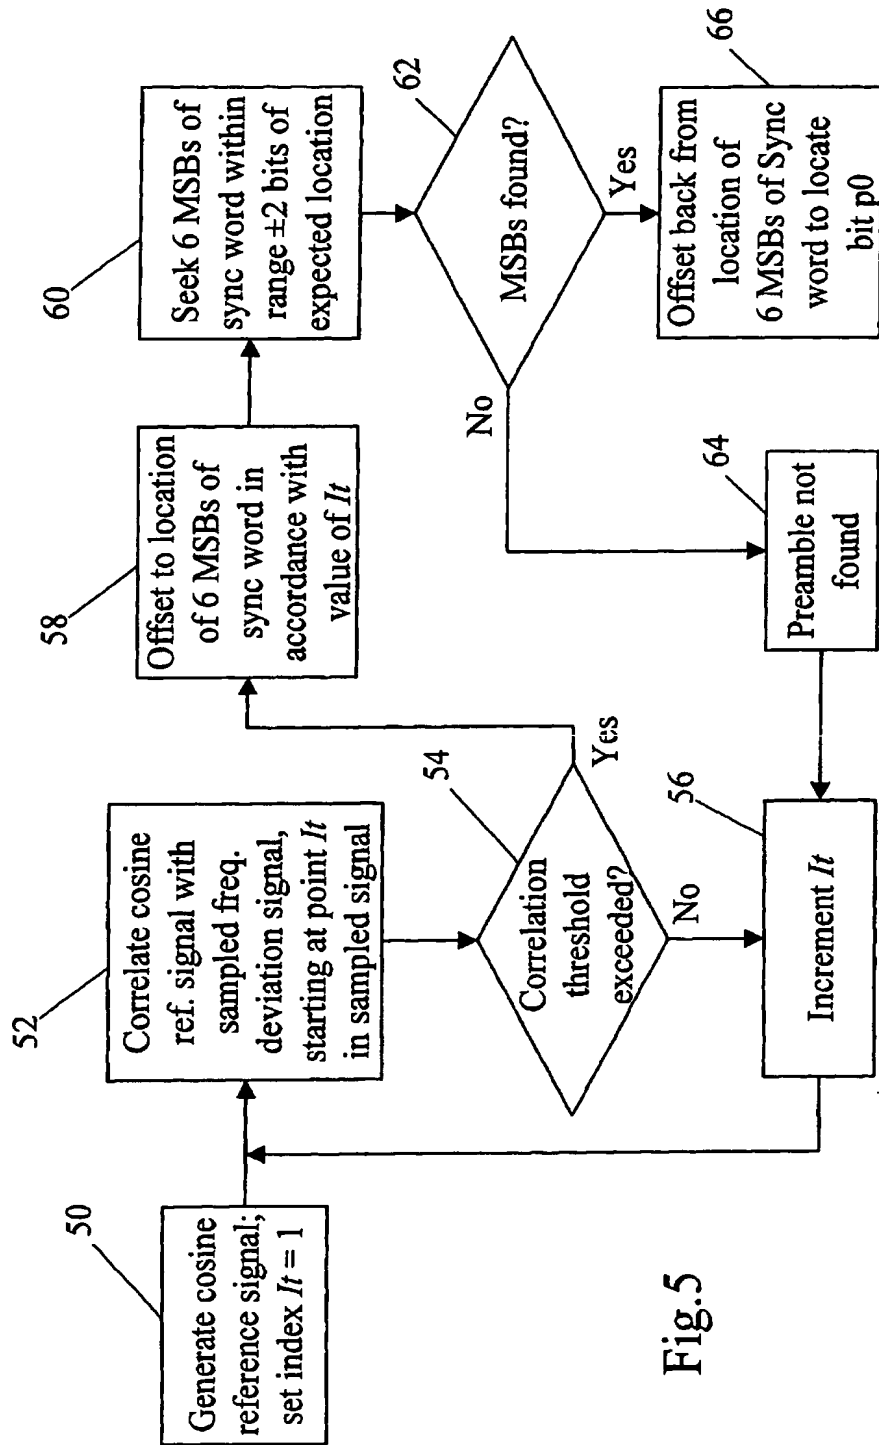 50
Generate cosine
reference signal;
set index It = 1
52
Correlate cosine
ref. signal with
sampled freq.
deviation signal,
starting at point It
in sampled signal
54
Correlation
threshold
exceeded?
Yes
No
56
Increment It
58
Offset to location
of 6 MSBs of
sync word in
accordance with
value of It
60
Seek 6 MSBs of
sync word within
range ±2 bits of
expected location
62
MSBs found?
No
Yes
64
Preamble not
found
66
Offset back from
location of
6 MSBs of Sync
word to locate
bit p0
Fig.5